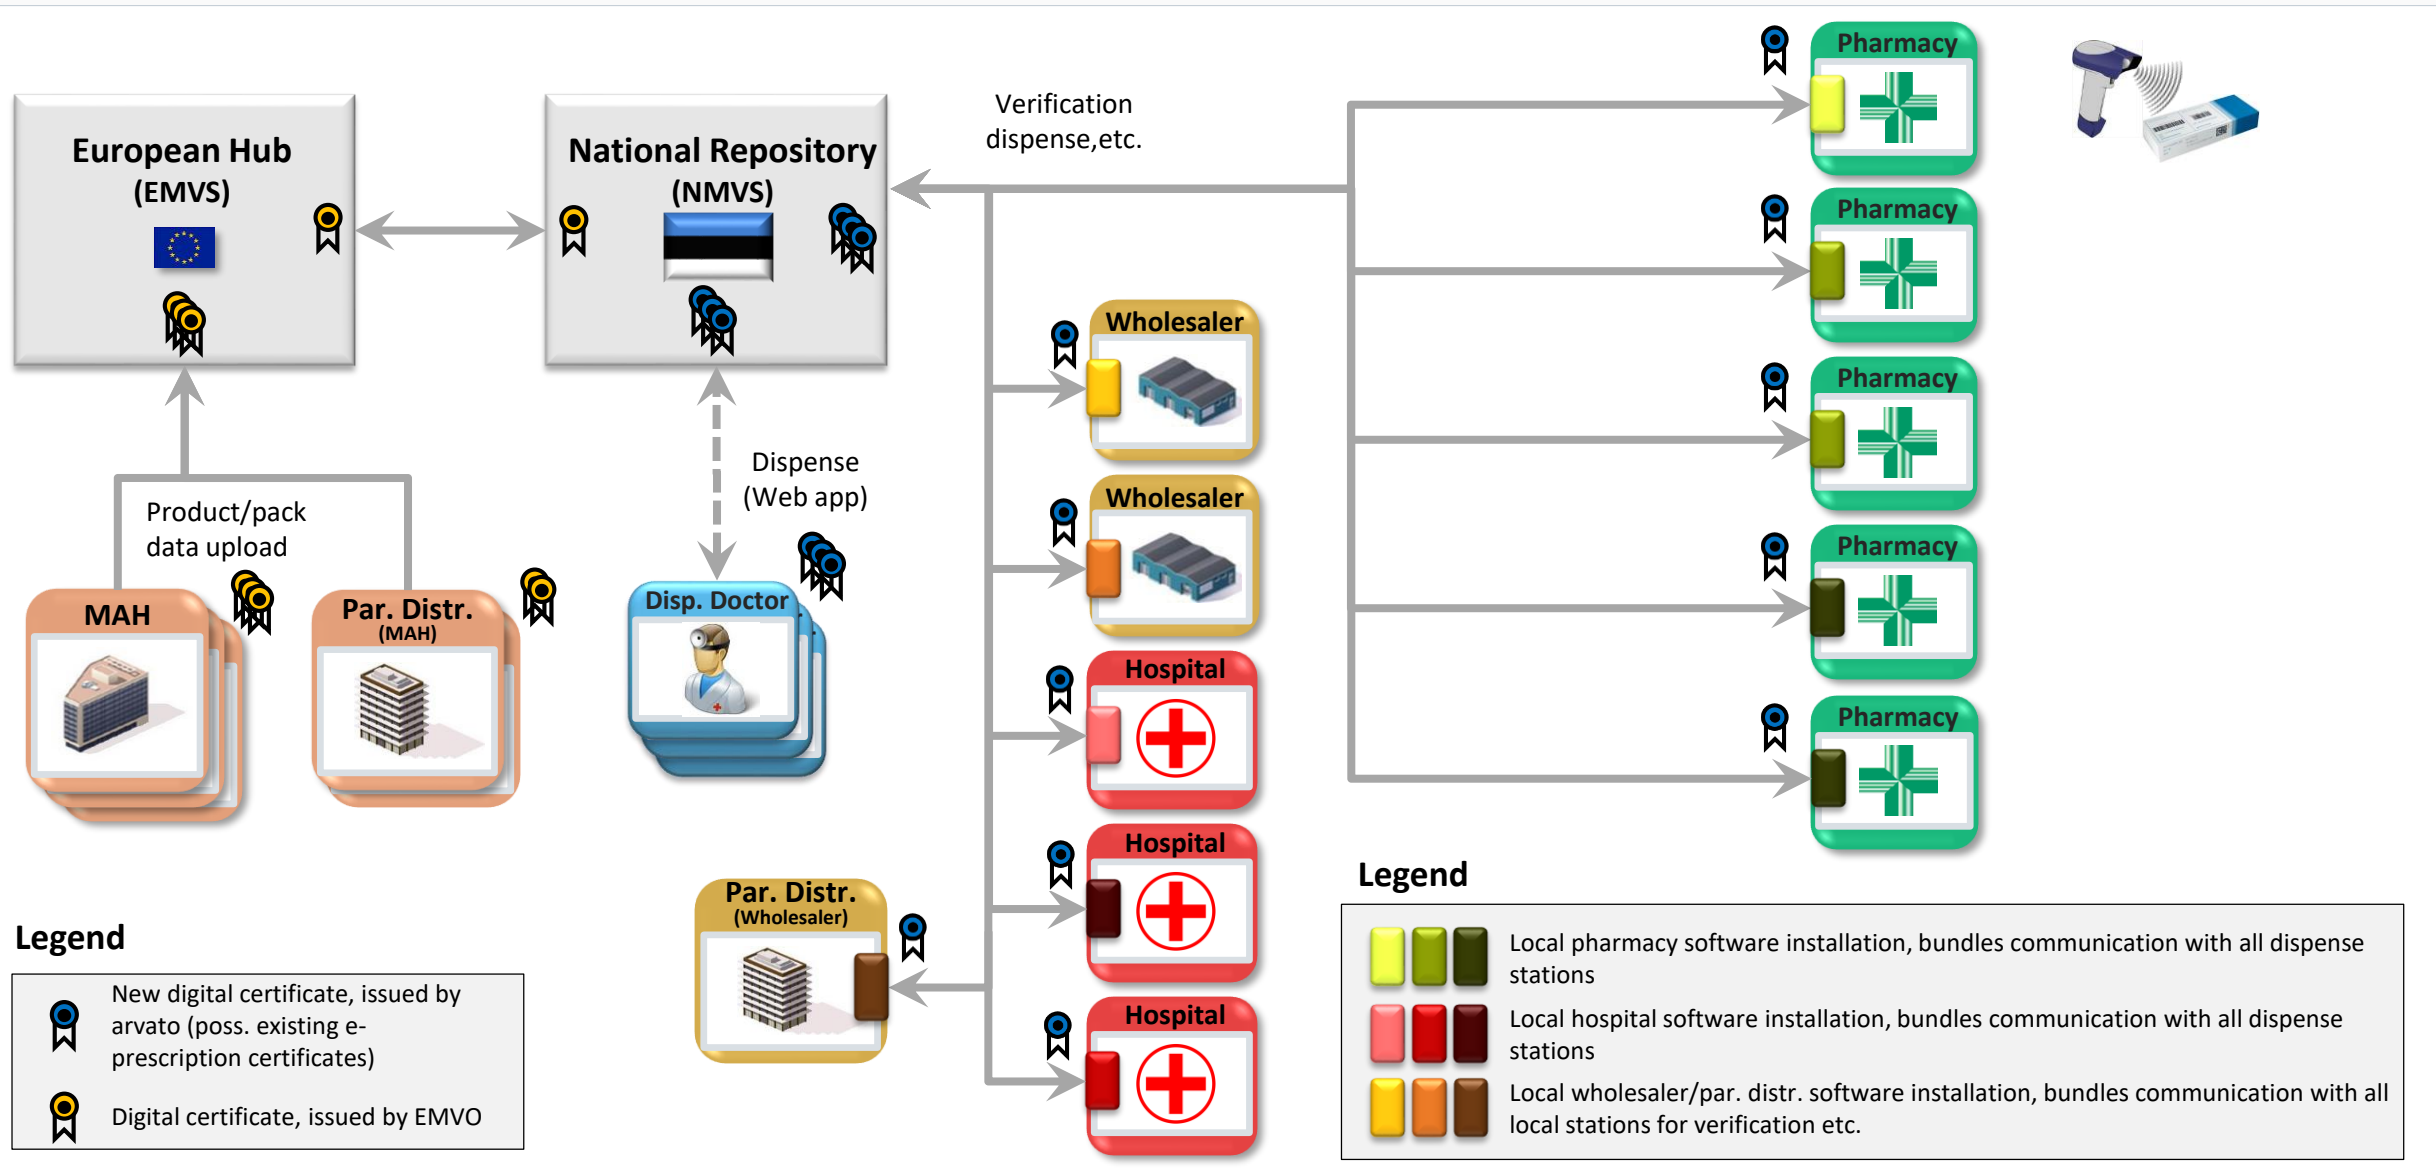 European Hub
(EMVS)
National Repository
(NMVS)
Verification
dispense,etc.
Product/pack
data upload
Dispense
(Web app)
MAH
Par. Distr.
(MAH)
Disp. Doctor
Par. Distr.
(Wholesaler)
Wholesaler
Wholesaler
Hospital
Hospital
Hospital
Pharmacy
Pharmacy
Pharmacy
Pharmacy
Pharmacy
Legend
New digital certificate, issued by
arvato (poss. existing e-
prescription certificates)
Digital certificate, issued by EMVO
Legend
Local pharmacy software installation, bundles communication with all dispense
stations
Local hospital software installation, bundles communication with all dispense
stations
Local wholesaler/par. distr. software installation, bundles communication with all
local stations for verification etc.